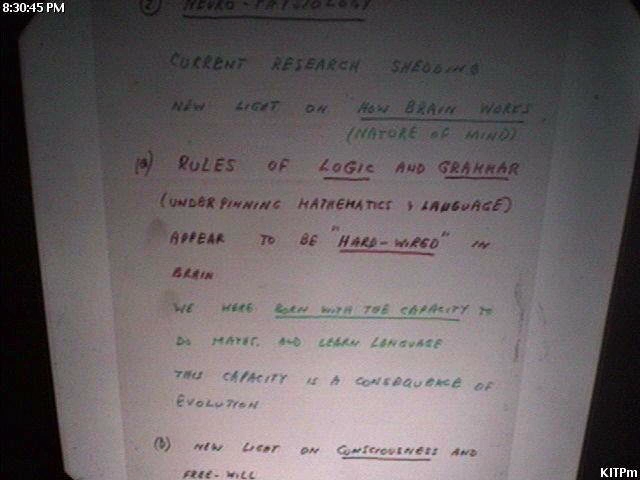 8:30:45 PM
(2) NEURO-PHYSIOLOGY
CURRENT RESEARCH SHEDDING
NEW LIGHT ON HOW BRAIN WORKS
(NATURE OF MIND)
(a) RULES OF LOGIC AND GRAMMAR
(UNDERPINNING MATHEMATICS & LANGUAGE)
APPEAR TO BE "HARD-WIRED" IN
BRAIN
WE WERE BORN WITH THE CAPACITY TO
DO MATHS. AND LEARN LANGUAGE
THIS CAPACITY IS A CONSEQUENCE OF
EVOLUTION
(b) NEW LIGHT ON CONSCIOUSNESS AND
FREE-WILL
KITPm